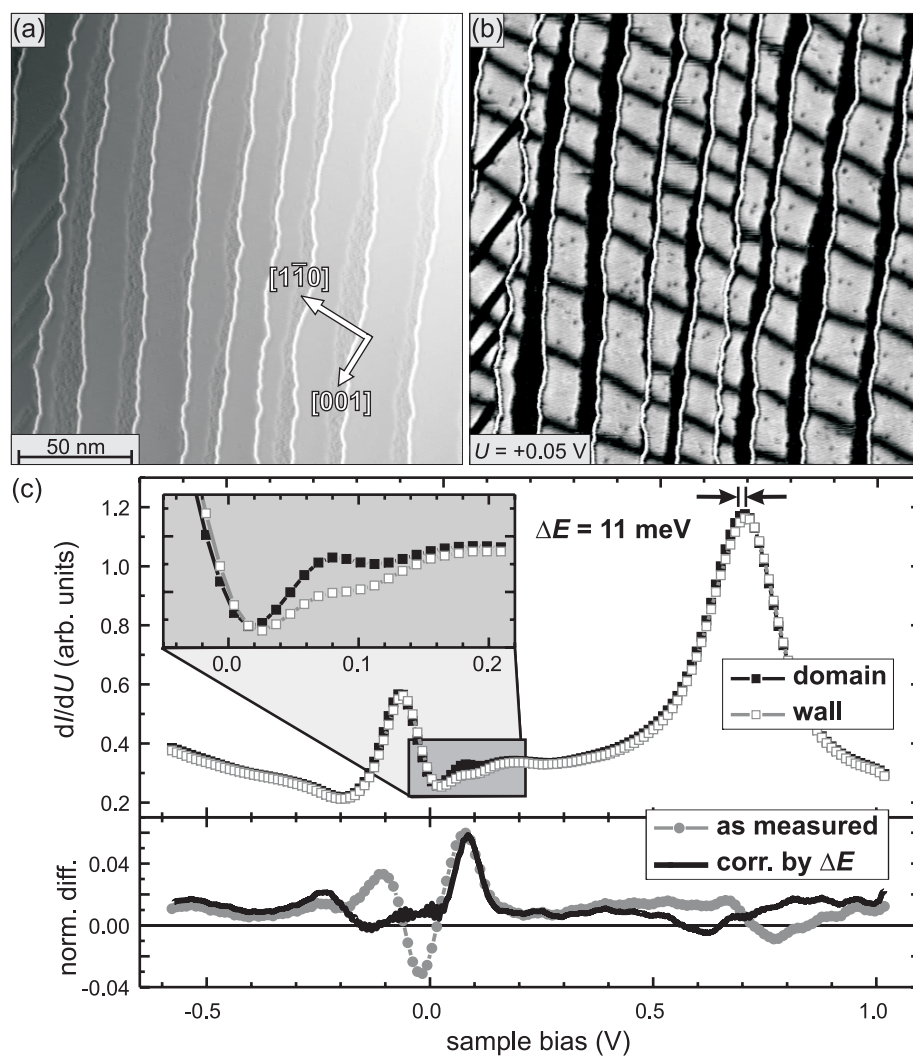 (a)
[11̄0]
[001]
50 nm
(b)
U = +0.05 V
(c)
dI/dU (arb. units)
1.2
1.0
0.8
0.6
0.4
0.2
0.0 0.1 0.2
ΔE = 11 meV
domain
wall
norm. diff.
0.04
0.00
-0.04
as measured
corr. by ΔE
-0.5 0.0 0.5 1.0
sample bias (V)